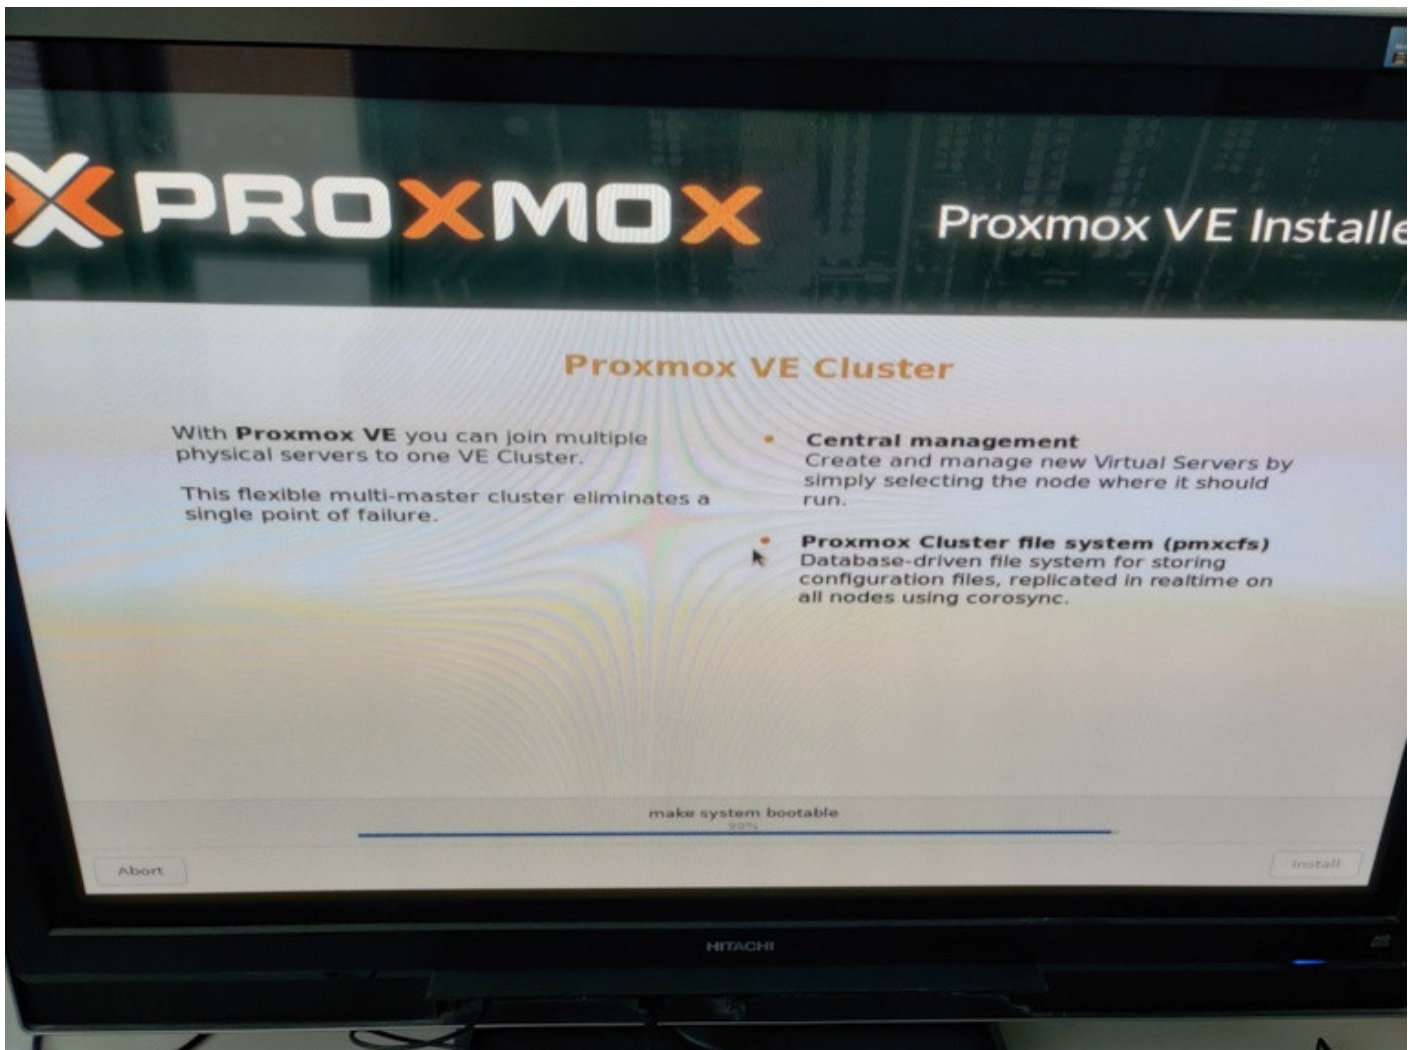 PROXMOX
Proxmox VE Installe
Proxmox VE Cluster
With Proxmox VE you can join multiple
physical servers to one VE Cluster.
This flexible multi-master cluster eliminates a
single point of failure.
Central management
Create and manage new Virtual Servers by
simply selecting the node where it should
run.
Proxmox Cluster file system (pmxcfs)
Database-driven file system for storing
configuration files, replicated in realtime on
all nodes using corosync.
make system bootable
99%
Abort
Install
HITACHI